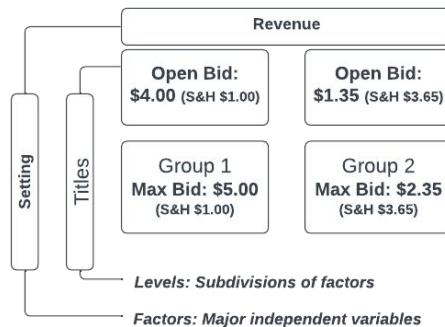 Revenue
Open Bid:
$4.00 (S&H $1.00)
Open Bid:
$1.35 (S&H $3.65)
Setting
Titles
Group 1
Max Bid: $5.00
(S&H $1.00)
Group 2
Max Bid: $2.35
(S&H $3.65)
Levels: Subdivisions of factors
Factors: Major independent variables